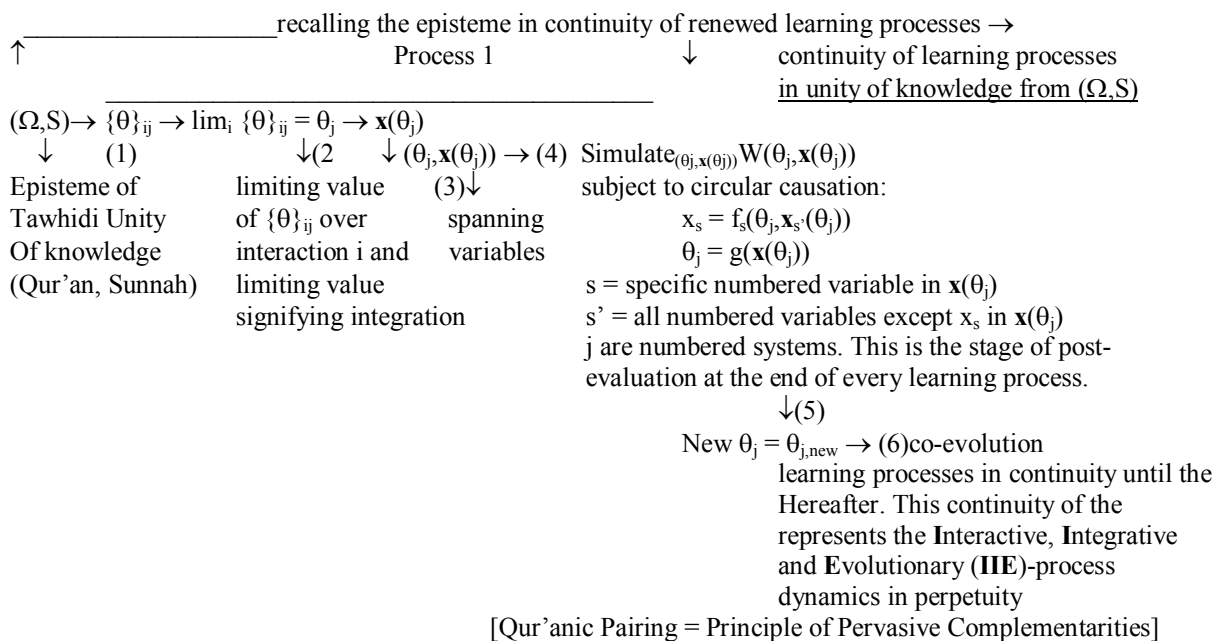 ↑____________________recalling the episteme in continuity of renewed learning processes →
Process 1 ↓ continuity of learning processes
in unity of knowledge from (Ω,S)
(Ω,S)→ {θ}ij → limi {θ}ij = θj → x(θj)
↓ (1) ↓(2 ↓ (θj,x(θj)) → (4) Simulate(θj,x(θj))W(θj,x(θj))
Episteme of limiting value (3)↓ subject to circular causation:
Tawhidi Unity of {θ}ij over spanning xs = fs(θj,xs’(θj))
Of knowledge interaction i and variables θj = g(x(θj))
(Qur’an, Sunnah) limiting value s = specific numbered variable in x(θj)
signifying integration s’ = all numbered variables except xs in x(θj)
j are numbered systems. This is the stage of post-
evaluation at the end of every learning process.
↓(5)
New θj = θj,new → (6)co-evolution
learning processes in continuity until the
Hereafter. This continuity of the
represents the Interactive, Integrative
and Evolutionary (IIE)-process
dynamics in perpetuity
[Qur’anic Pairing = Principle of Pervasive Complementarities]